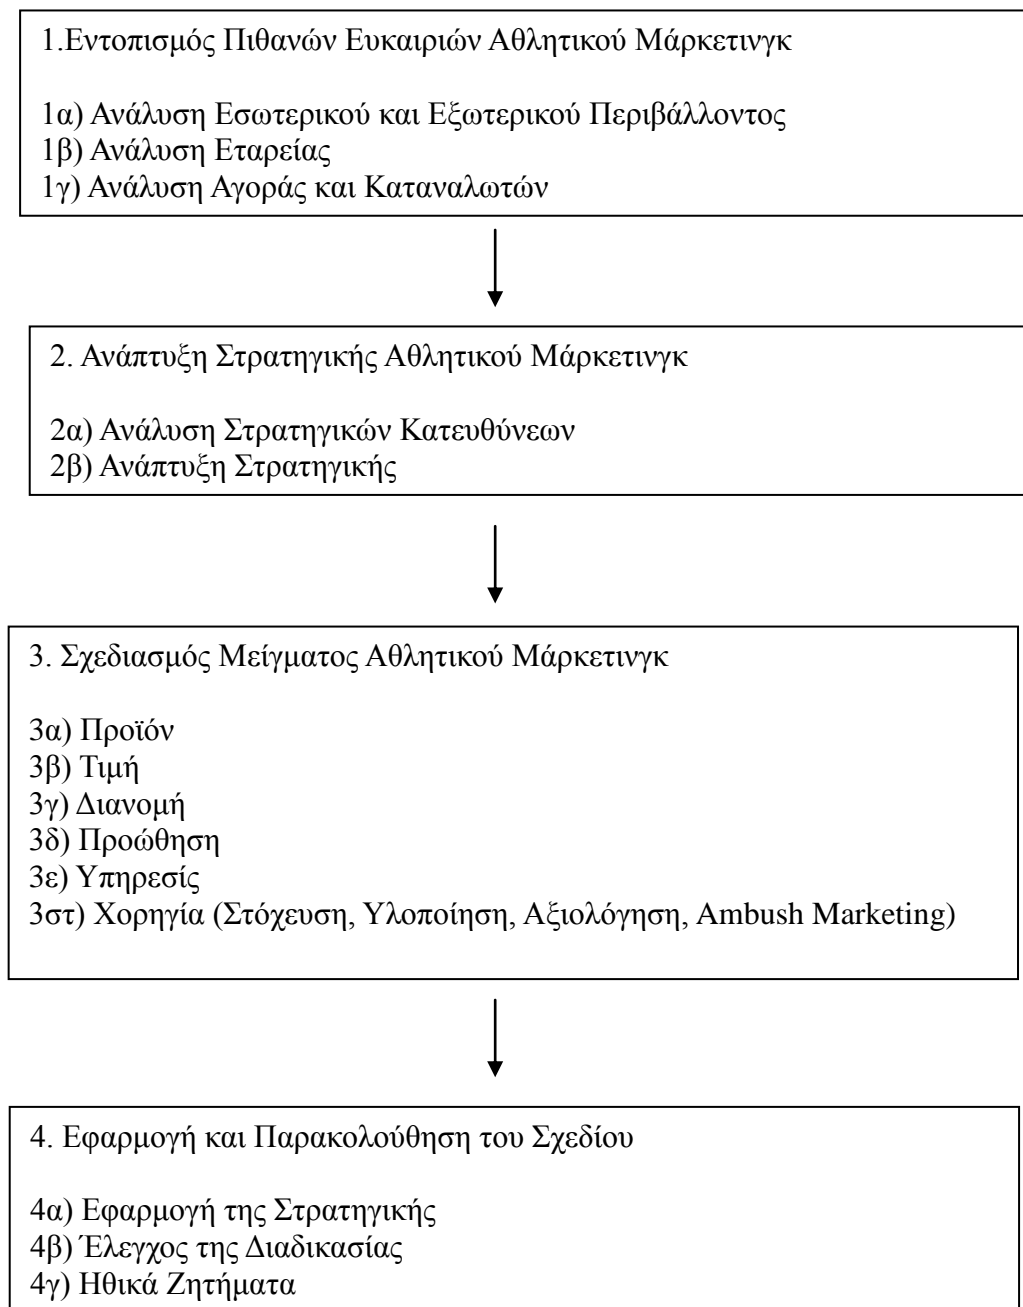 1.Εντοπισμός Πιθανών Ευκαιριών Αθλητικού Μάρκετινγκ
1α) Ανάλυση Εσωτερικού και Εξωτερικού Περιβάλλοντος
1β) Ανάλυση Εταρείας
1γ) Ανάλυση Αγοράς και Καταναλωτών
2. Ανάπτυξη Στρατηγικής Αθλητικού Μάρκετινγκ
2α) Ανάλυση Στρατηγικών Κατευθύνεων
2β) Ανάπτυξη Στρατηγικής
3. Σχεδιασμός Μείγματος Αθλητικού Μάρκετινγκ
3α) Προϊόν
3β) Τιμή
3γ) Διανομή
3δ) Προώθηση
3ε) Υπηρεσίς
3στ) Χορηγία (Στόχευση, Υλοποίηση, Αξιολόγηση, Ambush Marketing)
4. Εφαρμογή και Παρακολούθηση του Σχεδίου
4α) Εφαρμογή της Στρατηγικής
4β) Έλεγχος της Διαδικασίας
4γ) Ηθικά Ζητήματα